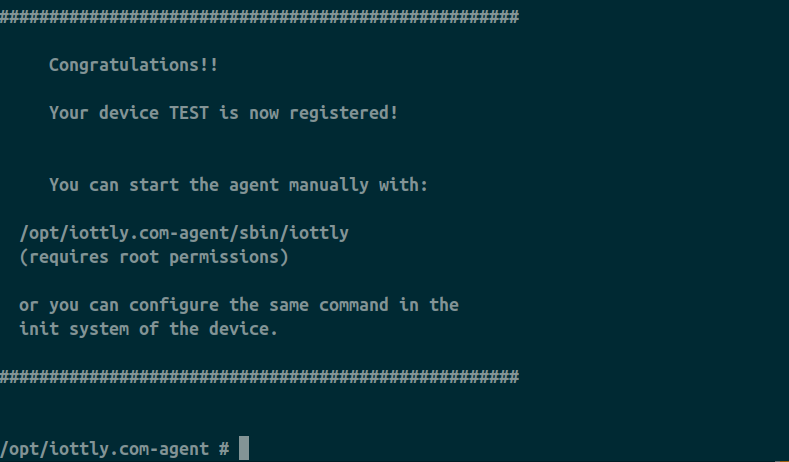 ####################################################
Congratulations!!
Your device TEST is now registered!
You can start the agent manually with:
/opt/iottly.com-agent/sbin/iottly
(requires root permissions)
or you can configure the same command in the
init system of the device.
####################################################
/opt/iottly.com-agent #